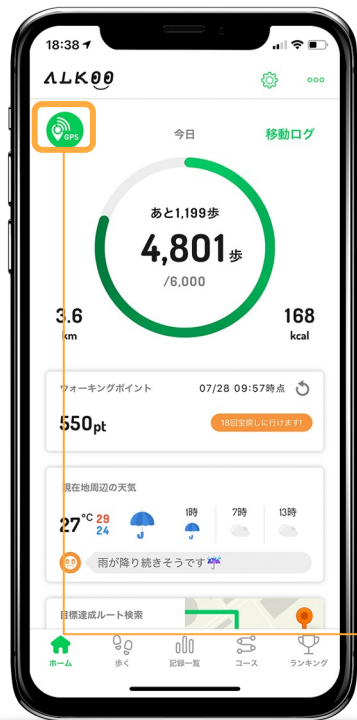 18:38
ALKOO
GPS
今日
移動ログ
あと1,199歩
4,801歩
/6,000
3.6
km
168
kcal
ウォーキングポイント
07/28 09:57時点
550pt
18回宝探しに行けます!
現在地周辺の天気
27°C
29
24
1時
7時
13時
雨が降り続きそうです☔
目標達成ルート検索
ホーム
歩く
記録一覧
コース
ランキング